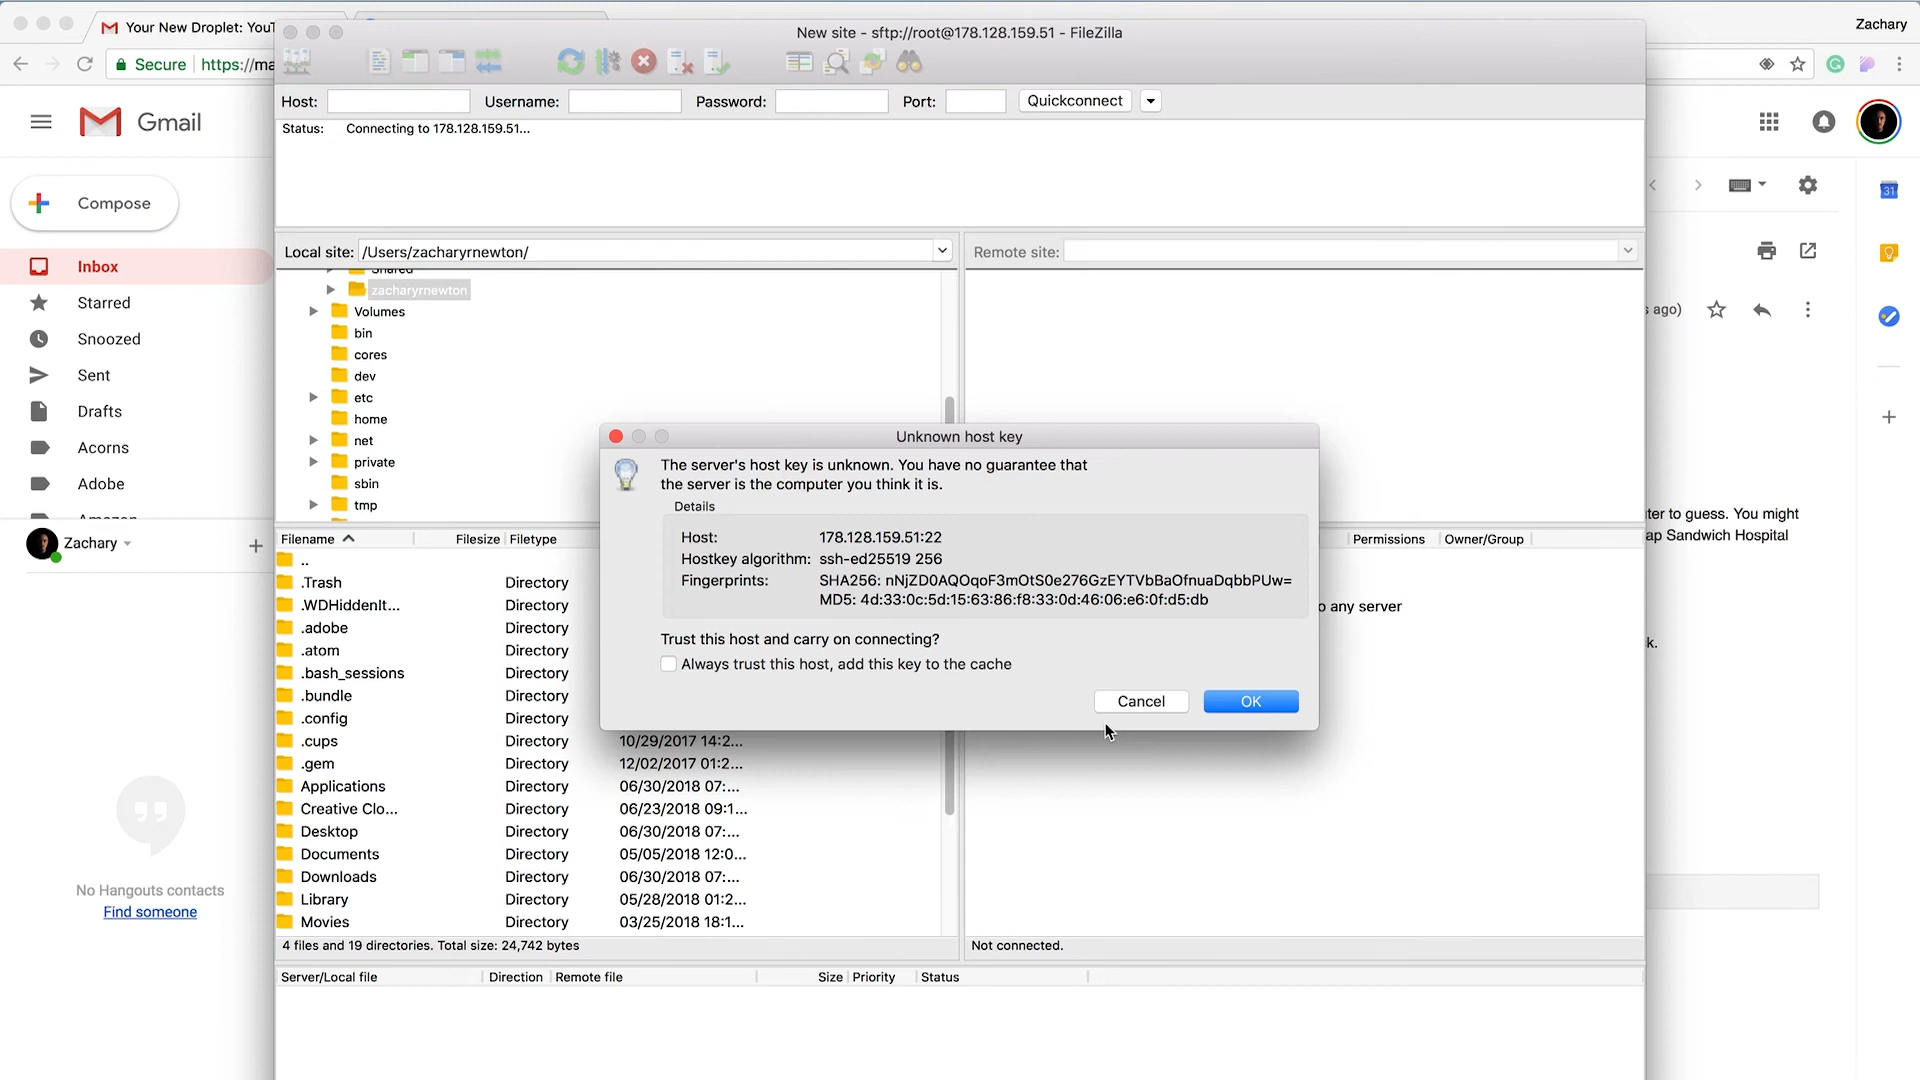 Your New Droplet: YouT
New site - sftp://root@178.128.159.51 - FileZilla
Zachary
Secure
https://ma
Host:
Username:
Password:
Port:
Quickconnect
Status: Connecting to 178.128.159.51...
Gmail
Compose
Inbox
Starred
Snoozed
Sent
Drafts
Acorns
Adobe
Zachary
No Hangouts contacts
Find someone
Local site: /Users/zacharyrnewton/
Remote site:
Shared
zacharyrnewton
Volumes
bin
cores
dev
etc
home
net
private
sbin
tmp
31
s ago)
ter to guess. You might
ap Sandwich Hospital
k.
Unknown host key
The server's host key is unknown. You have no guarantee that
the server is the computer you think it is.
Details
Host: 178.128.159.51:22
Hostkey algorithm: ssh-ed25519 256
Fingerprints: SHA256: nNjZD0AQOqoF3mOtS0e276GzEYTVbBaOfnuaDqbbPUw=
MD5: 4d:33:0c:5d:15:63:86:f8:33:0d:46:06:e6:0f:d5:db
Trust this host and carry on connecting?
Always trust this host, add this key to the cache
Cancel
OK
Filename Filesize Filetype
Permissions Owner/Group
o any server
..
.Trash Directory
.WDHiddenIt... Directory
.adobe Directory
.atom Directory
.bash_sessions Directory
.bundle Directory
.config Directory
.cups Directory 10/29/2017 14:2...
.gem Directory 12/02/2017 01:2...
Applications Directory 06/30/2018 07:...
Creative Clo... Directory 06/23/2018 09:1...
Desktop Directory 06/30/2018 07:...
Documents Directory 05/05/2018 12:0...
Downloads Directory 06/30/2018 07:...
Library Directory 05/28/2018 01:2...
Movies Directory 03/25/2018 18:1...
4 files and 19 directories. Total size: 24,742 bytes
Not connected.
Server/Local file Direction Remote file Size Priority Status